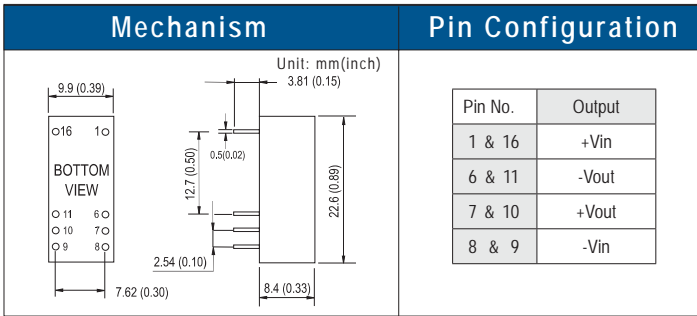 Mechanism
Pin Configuration
Unit: mm(inch)
3.81 (0.15)
9.9 (0.39)
16 1
0.5(0.02)
BOTTOM
VIEW
12.7 (0.50)
22.6 (0.89)
11 6
10 7
9 8
2.54 (0.10)
7.62 (0.30)
8.4 (0.33)
Pin No. Output
1 & 16 +Vin
6 & 11 -Vout
7 & 10 +Vout
8 & 9 -Vin